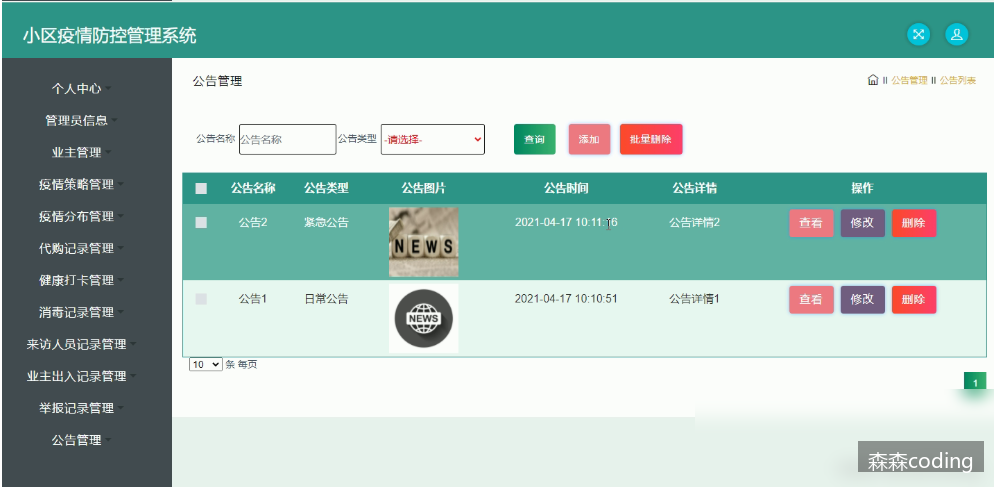 小区疫情防控管理系统
个人中心
管理员信息
业主管理
疫情策略管理
疫情分布管理
代购记录管理
健康打卡管理
消毒记录管理
来访人员记录管理
业主出入记录管理
举报记录管理
公告管理
公告管理
II 公告管理 II 公告列表
公告名称 公告名称 公告类型 -请选择- 查询 添加 批量删除
公告名称 公告类型 公告图片 公告时间 公告详情 操作
公告2 紧急公告 NEWS 2021-04-17 10:11:16 公告详情2 查看 修改 删除
公告1 日常公告 NEWS 2021-04-17 10:10:51 公告详情1 查看 修改 删除
10 条 每页
1
森森coding